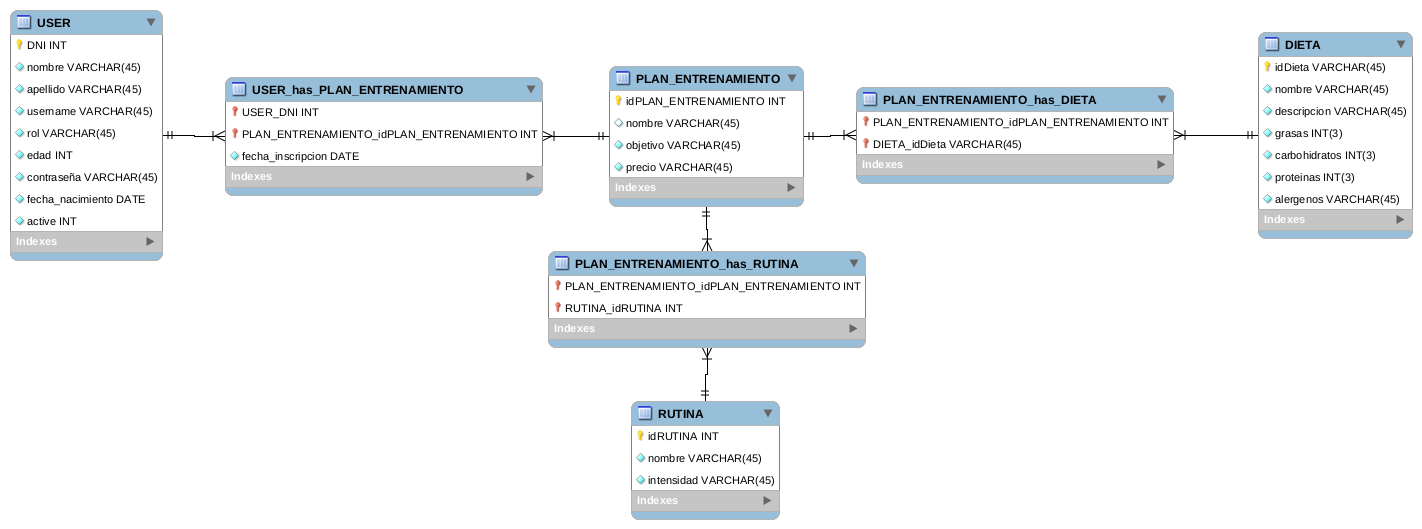 USER
DNI INT
nombre VARCHAR(45)
apellido VARCHAR(45)
username VARCHAR(45)
rol VARCHAR(45)
edad INT
contraseña VARCHAR(45)
fecha_nacimiento DATE
active INT
Indexes
USER_has_PLAN_ENTRENAMIENTO
USER_DNI INT
PLAN_ENTRENAMIENTO_idPLAN_ENTRENAMIENTO INT
fecha_inscripcion DATE
Indexes
PLAN_ENTRENAMIENTO
idPLAN_ENTRENAMIENTO INT
nombre VARCHAR(45)
objetivo VARCHAR(45)
precio VARCHAR(45)
Indexes
PLAN_ENTRENAMIENTO_has_DIETA
PLAN_ENTRENAMIENTO_idPLAN_ENTRENAMIENTO INT
DIETA_idDieta VARCHAR(45)
Indexes
DIETA
idDieta VARCHAR(45)
nombre VARCHAR(45)
descripcion VARCHAR(45)
grasas INT(3)
carbohidratos INT(3)
proteinas INT(3)
alergenos VARCHAR(45)
Indexes
PLAN_ENTRENAMIENTO_has_RUTINA
PLAN_ENTRENAMIENTO_idPLAN_ENTRENAMIENTO INT
RUTINA_idRUTINA INT
Indexes
RUTINA
idRUTINA INT
nombre VARCHAR(45)
intensidad VARCHAR(45)
Indexes